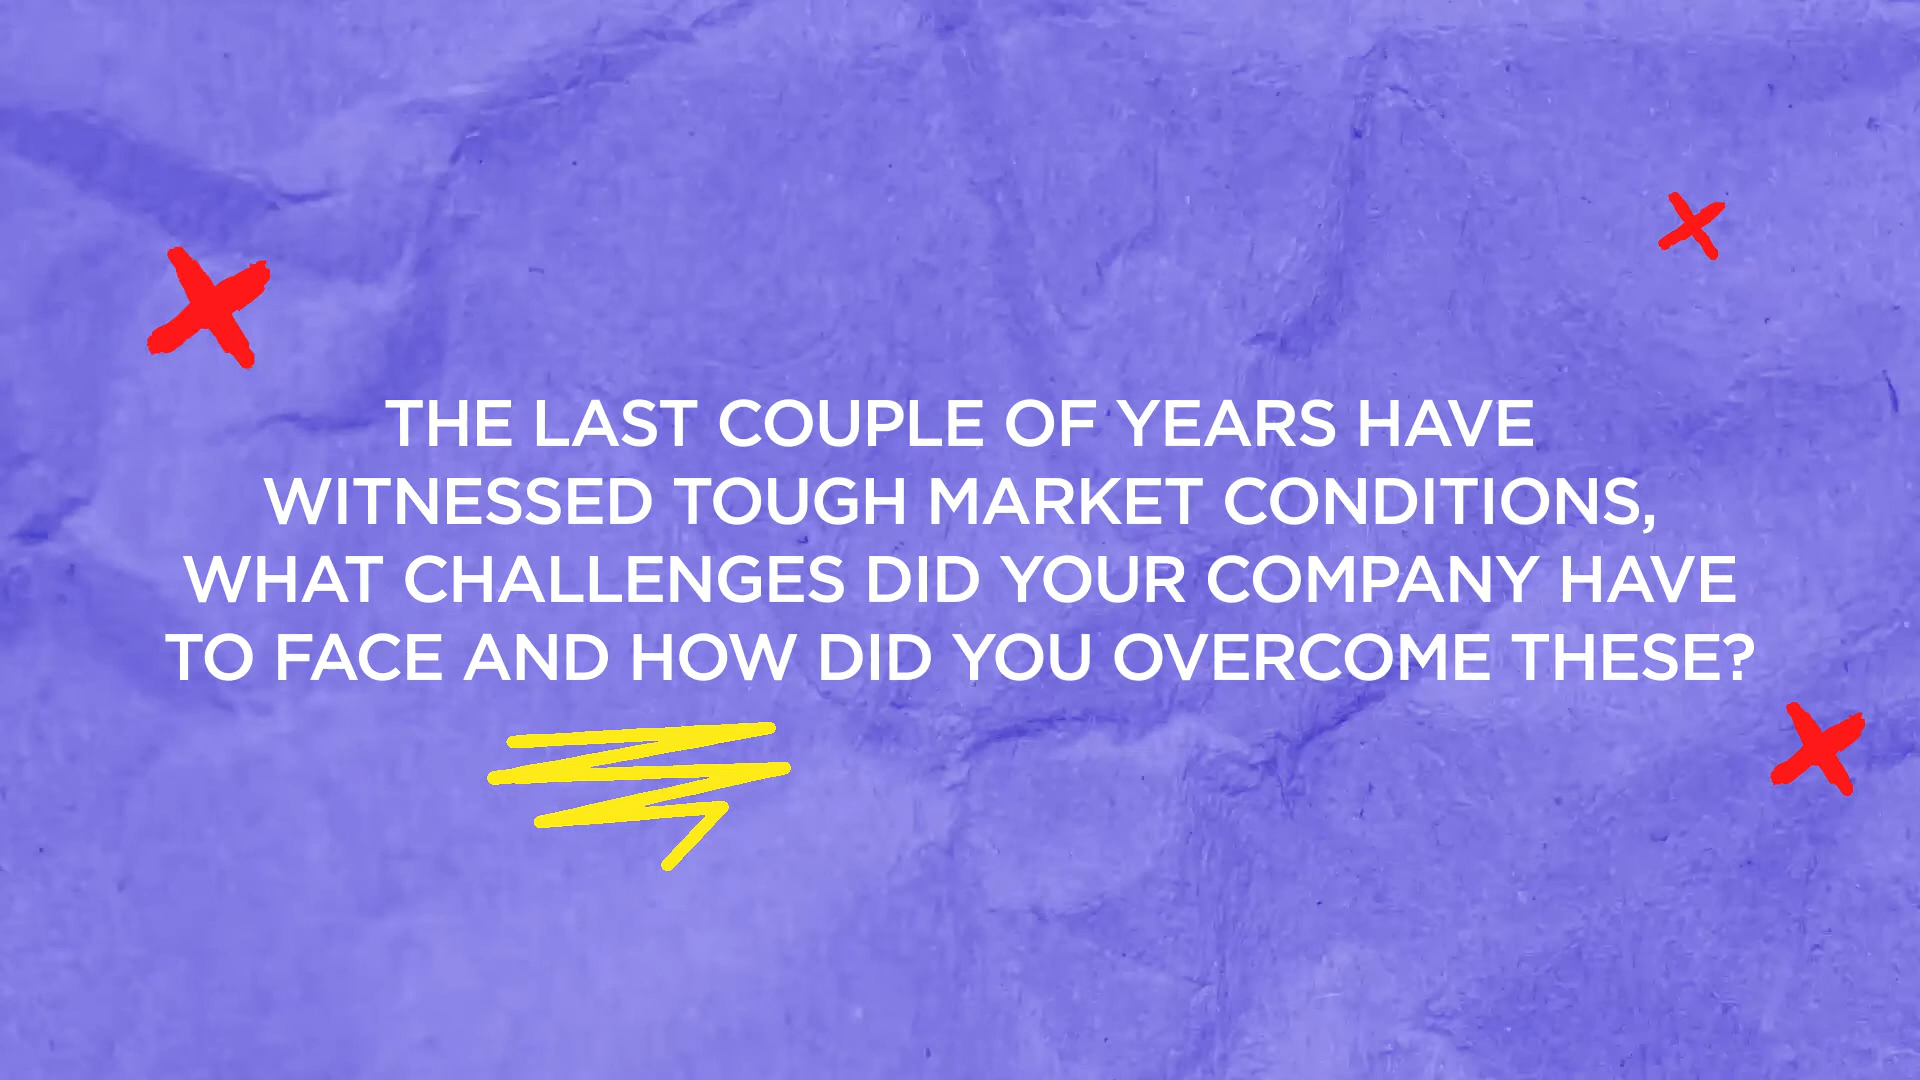 THE LAST COUPLE OF YEARS HAVE
WITNESSED TOUGH MARKET CONDITIONS,
WHAT CHALLENGES DID YOUR COMPANY HAVE
TO FACE AND HOW DID YOU OVERCOME THESE?